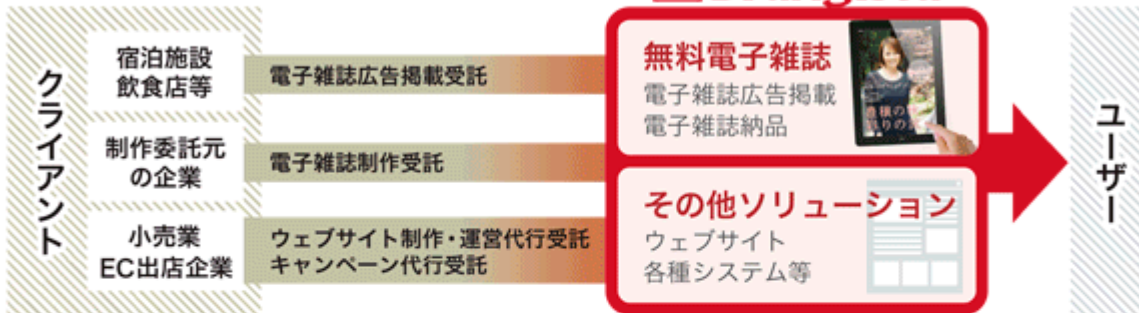 クライアント
宿泊施設
飲食店等
電子雑誌広告掲載受託
制作委託元
の企業
電子雑誌制作受託
小売業
EC出店企業
ウェブサイト制作・運営代行受託
キャンペーン代行受託
無料電子雑誌
電子雑誌広告掲載
電子雑誌納品
その他ソリューション
ウェブサイト
各種システム等
ユーザー